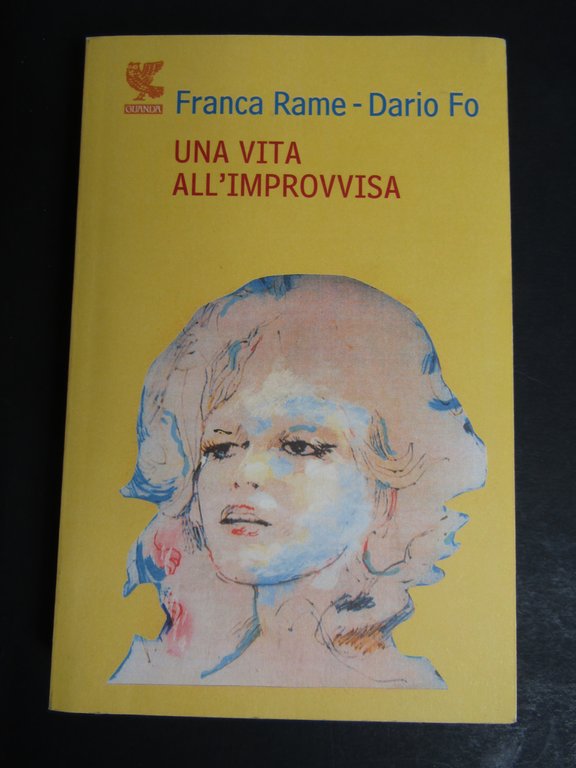 GUANDA
Franca Rame - Dario Fo
UNA VITA
ALL'IMPROVVISA